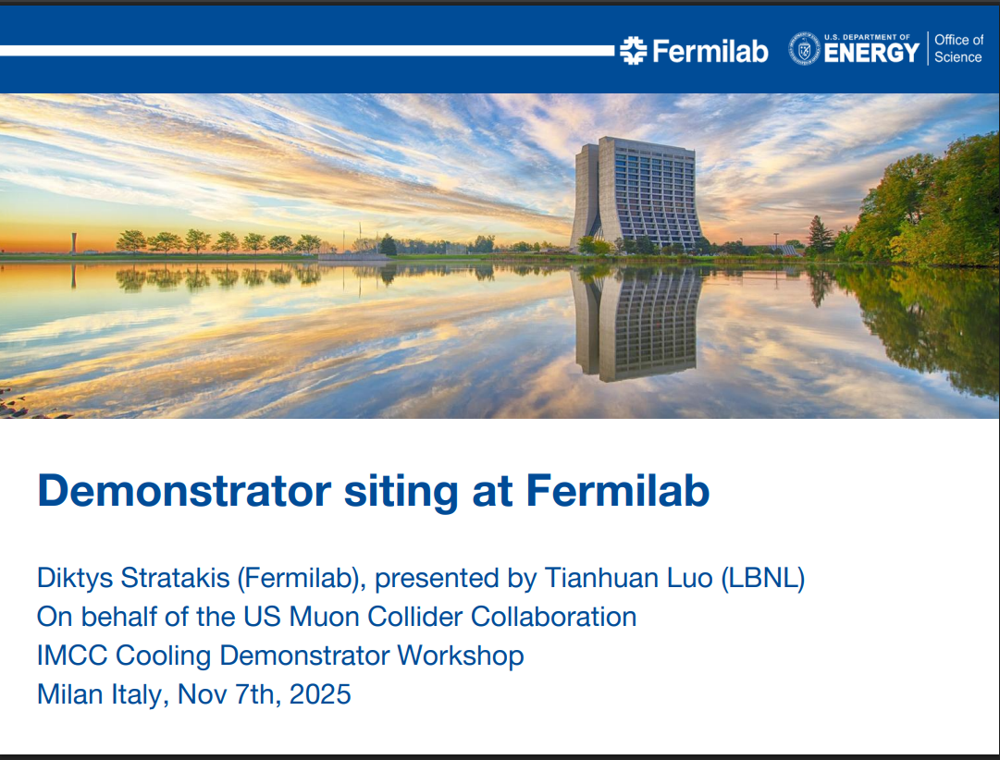 Fermilab
U.S. DEPARTMENT OF
ENERGY
Office of
Science
Demonstrator siting at Fermilab
Diktys Stratakis (Fermilab), presented by Tianhuan Luo (LBNL)
On behalf of the US Muon Collider Collaboration
IMCC Cooling Demonstrator Workshop
Milan Italy, Nov 7th, 2025